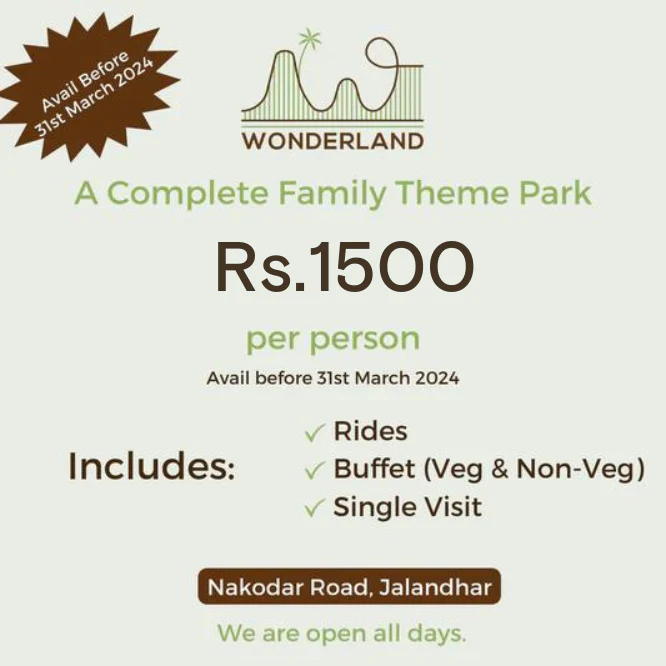 Avail Before
31st March 2024
WONDERLAND
A Complete Family Theme Park
Rs.1500
per person
Avail before 31st March 2024
Includes:
✓ Rides
✓ Buffet (Veg & Non-Veg)
✓ Single Visit
Nakodar Road, Jalandhar
We are open all days.